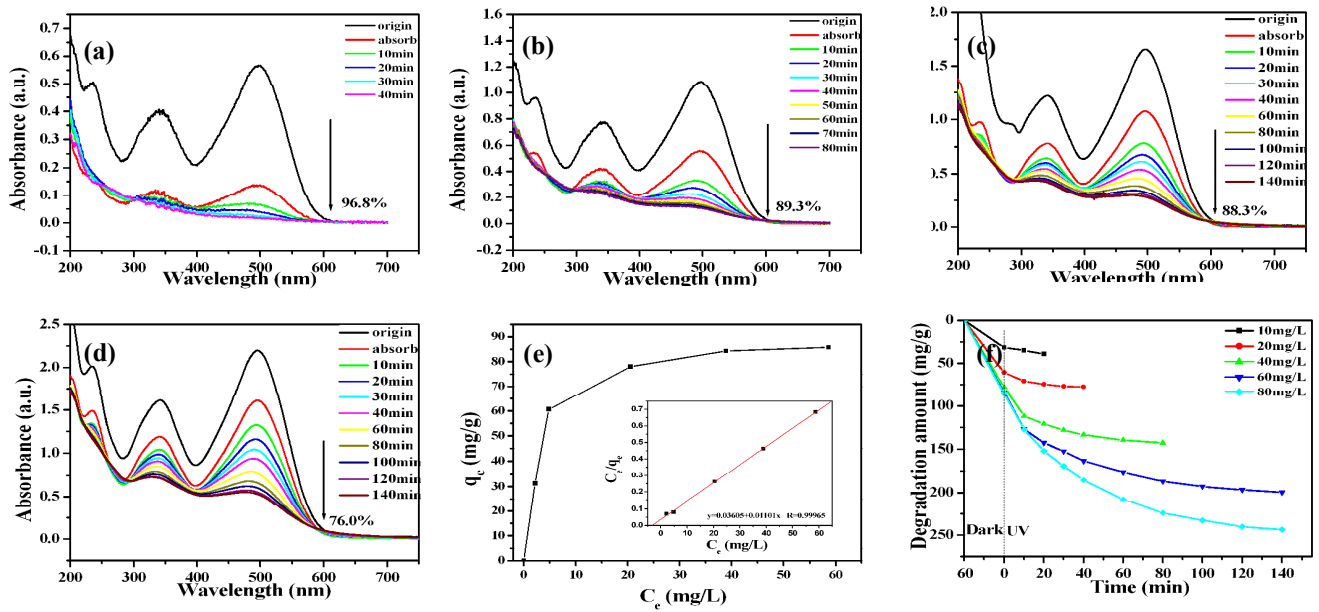 (a)
Absorbance (a.u.)
0.7
0.6
0.5
0.4
0.3
0.2
0.1
0.0
-0.1
200 300 400 500 600 700
Wavelength (nm)
origin
absorb
10min
20min
30min
40min
96.8%
(b)
Absorbance (a.u.)
1.6
1.4
1.2
1.0
0.8
0.6
0.4
0.2
0.0
-0.2
200 300 400 500 600 700
Wavelength (nm)
origin
absorb
10min
20min
30min
40min
50min
60min
70min
80min
89.3%
(c)
Absorbance (a.u.)
2.0
1.5
1.0
0.5
0.0
200 300 400 500 600 700
Wavelength (nm)
origin
absorb
10min
20min
30min
40min
60min
80min
100min
120min
140min
88.3%
(d)
Absorbance (a.u.)
2.5
2.0
1.5
1.0
0.5
0.0
200 300 400 500 600 700
Wavelength (nm)
origin
absorb
10min
20min
30min
40min
60min
80min
100min
120min
140min
76.0%
(e)
qe (mg/g)
90
80
70
60
50
40
30
20
10
0
0 10 20 30 40 50 60
Ce (mg/L)
0.7
0.6
0.5
0.4
0.3
0.2
0.1
0.0
0 10 20 30 40 50 60
y=0.03605+0.01101x R=0.99965
Ce (mg/L)
(f)
Degradation amount (mg/g)
0
25
50
75
100
125
150
175
200
225
250
60 0 20 40 60 80 100 120 140
Time (min)
10mg/L
20mg/L
40mg/L
60mg/L
80mg/L
Dark UV